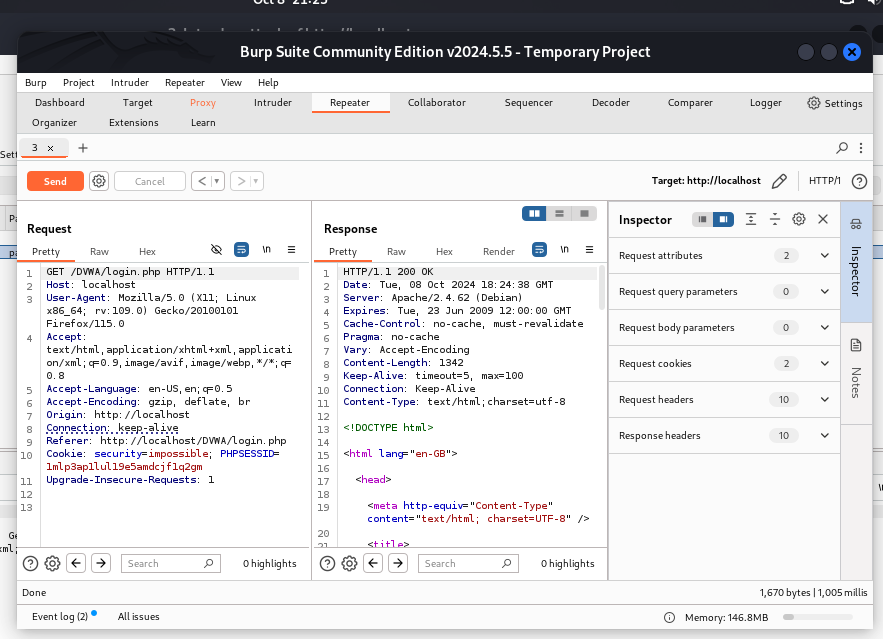 Oct 8 21:25
Burp Suite Community Edition v2024.5.5 - Temporary Project
Burp Project Intruder Repeater View Help
Dashboard Target Proxy Intruder Repeater Collaborator Sequencer Decoder Comparer Logger Settings
Organizer Extensions Learn
3 × +
Send Cancel < > Target: http://localhost HTTP/1
Request
Pretty Raw Hex \n
1 GET /DVWA/login.php HTTP/1.1
2 Host: localhost
3 User-Agent: Mozilla/5.0 (X11; Linux
x86_64; rv:109.0) Gecko/20100101
Firefox/115.0
4 Accept:
text/html,application/xhtml+xml,applicati
on/xml;q=0.9,image/avif,image/webp,*/*;q=
0.8
5 Accept-Language: en-US,en;q=0.5
6 Accept-Encoding: gzip, deflate, br
7 Origin: http://localhost
8 Connection: keep-alive
9 Referer: http://localhost/DVWA/login.php
10 Cookie: security=impossible; PHPSESSID=
1mlp3ap1lul19e5amdcjf1q2gm
11 Upgrade-Insecure-Requests: 1
12
13
Search 0 highlights
Response
Pretty Raw Hex Render \n
1 HTTP/1.1 200 OK
2 Date: Tue, 08 Oct 2024 18:24:38 GMT
3 Server: Apache/2.4.62 (Debian)
4 Expires: Tue, 23 Jun 2009 12:00:00 GMT
5 Cache-Control: no-cache, must-revalidate
6 Pragma: no-cache
7 Vary: Accept-Encoding
8 Content-Length: 1342
9 Keep-Alive: timeout=5, max=100
10 Connection: Keep-Alive
11 Content-Type: text/html;charset=utf-8
12
13 <!DOCTYPE html>
14
15 <html lang="en-GB">
16
17 <head>
18
19 <meta http-equiv="Content-Type"
content="text/html; charset=UTF-8" />
20
21 <title>
Search 0 highlights
Inspector
Request attributes 2
Request query parameters 0
Request body parameters 0
Request cookies 2
Request headers 10
Response headers 10
Inspector
Notes
Done 1,670 bytes | 1,005 millis
Event log (2) All issues Memory: 146.8MB